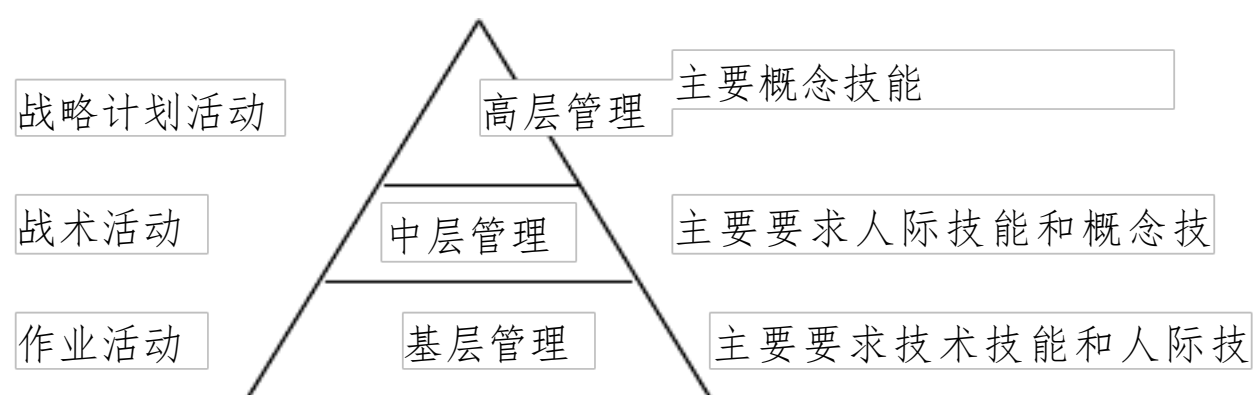 战略计划活动
高层管理
主要概念技能
战术活动
中层管理
主要要求人际技能和概念技
作业活动
基层管理
主要要求技术技能和人际技